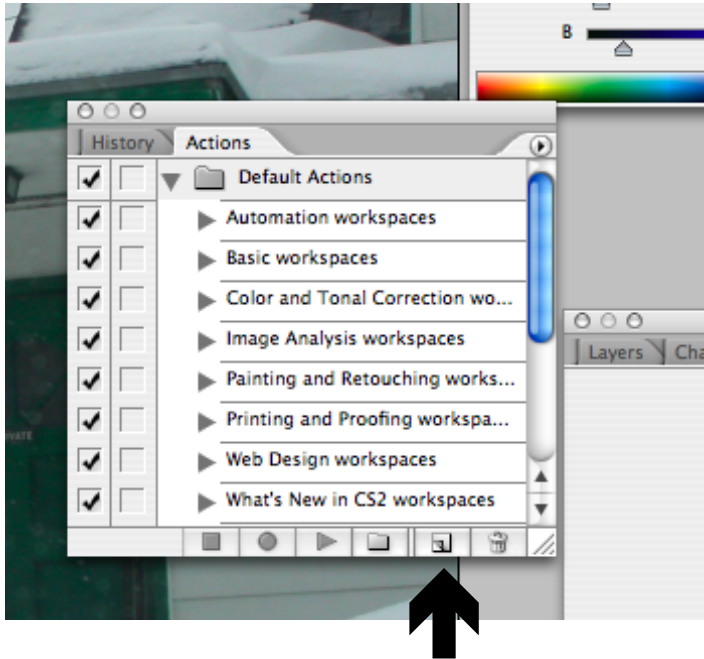 B
History
Actions
Default Actions
Automation workspaces
Basic workspaces
Color and Tonal Correction wo...
Image Analysis workspaces
Painting and Retouching works...
Printing and Proofing workspa...
Web Design workspaces
What's New in CS2 workspaces
Layers
Cha